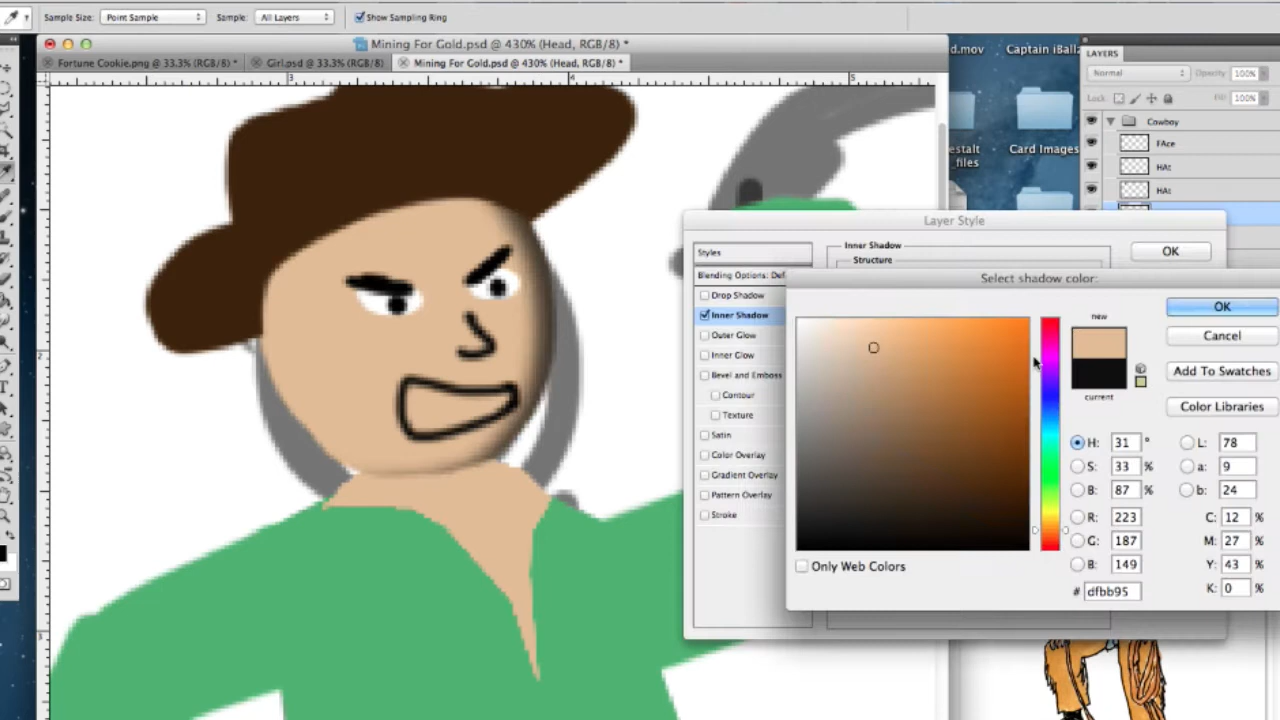 Sample Size: Point Sample Sample: All Layers Show Sampling Ring
Mining For Gold.psd @ 430% (Head, RGB/8) *
Fortune Cookie.png @ 33.3% (RGB/8) * Girl.psd @ 33.3% (RGB/8) Mining For Gold.psd @ 430% (Head, RGB/8) *
3 4 5
2
3
d.mov Captain iBall
estalt
_files
Card Images
LAYERS
Normal Opacity: 100%
Lock: Fill: 100%
Cowboy
FAce
HAt
HAt
Layer Style
Styles
Blending Options: Def
Drop Shadow
Inner Shadow
Outer Glow
Inner Glow
Bevel and Emboss
Contour
Texture
Satin
Color Overlay
Gradient Overlay
Pattern Overlay
Stroke
Inner Shadow
Structure
OK
Select shadow color:
new
current
OK
Cancel
Add To Swatches
Color Libraries
H: 31 °
S: 33 %
B: 87 %
R: 223
G: 187
B: 149
# dfbb95
L: 78
a: 9
b: 24
C: 12 %
M: 27 %
Y: 43 %
K: 0 %
Only Web Colors